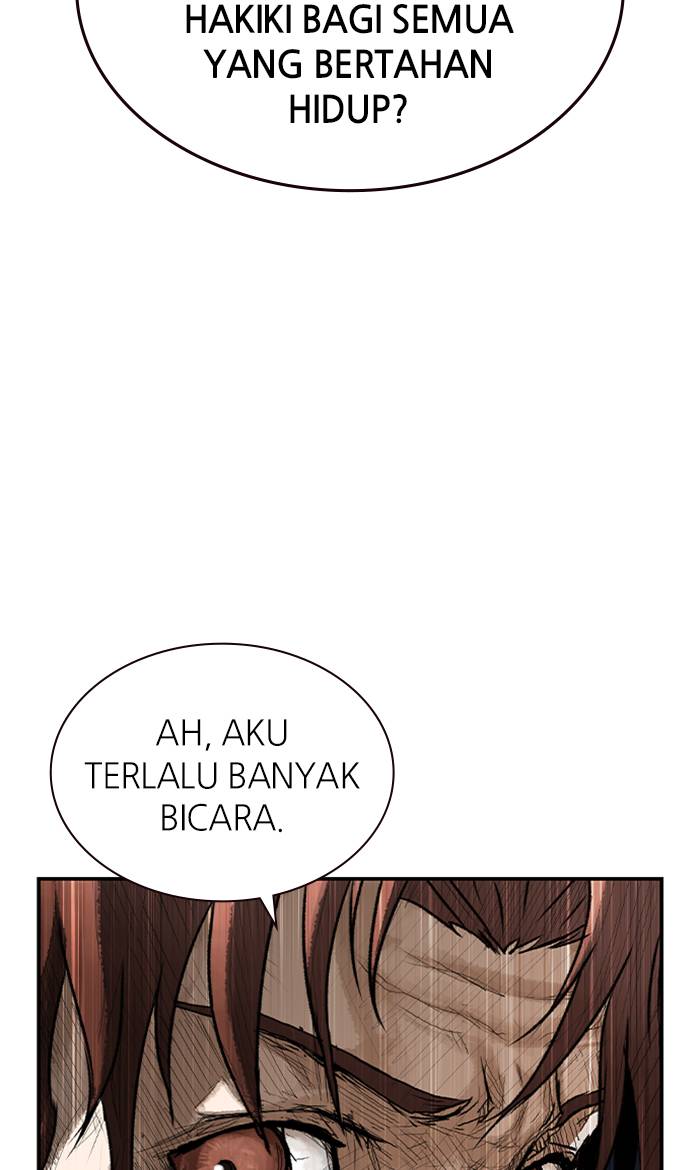 HAKIKI BAGI SEMUA
YANG BERTAHAN
HIDUP?
AH, AKU
TERLALU BANYAK
BICARA.